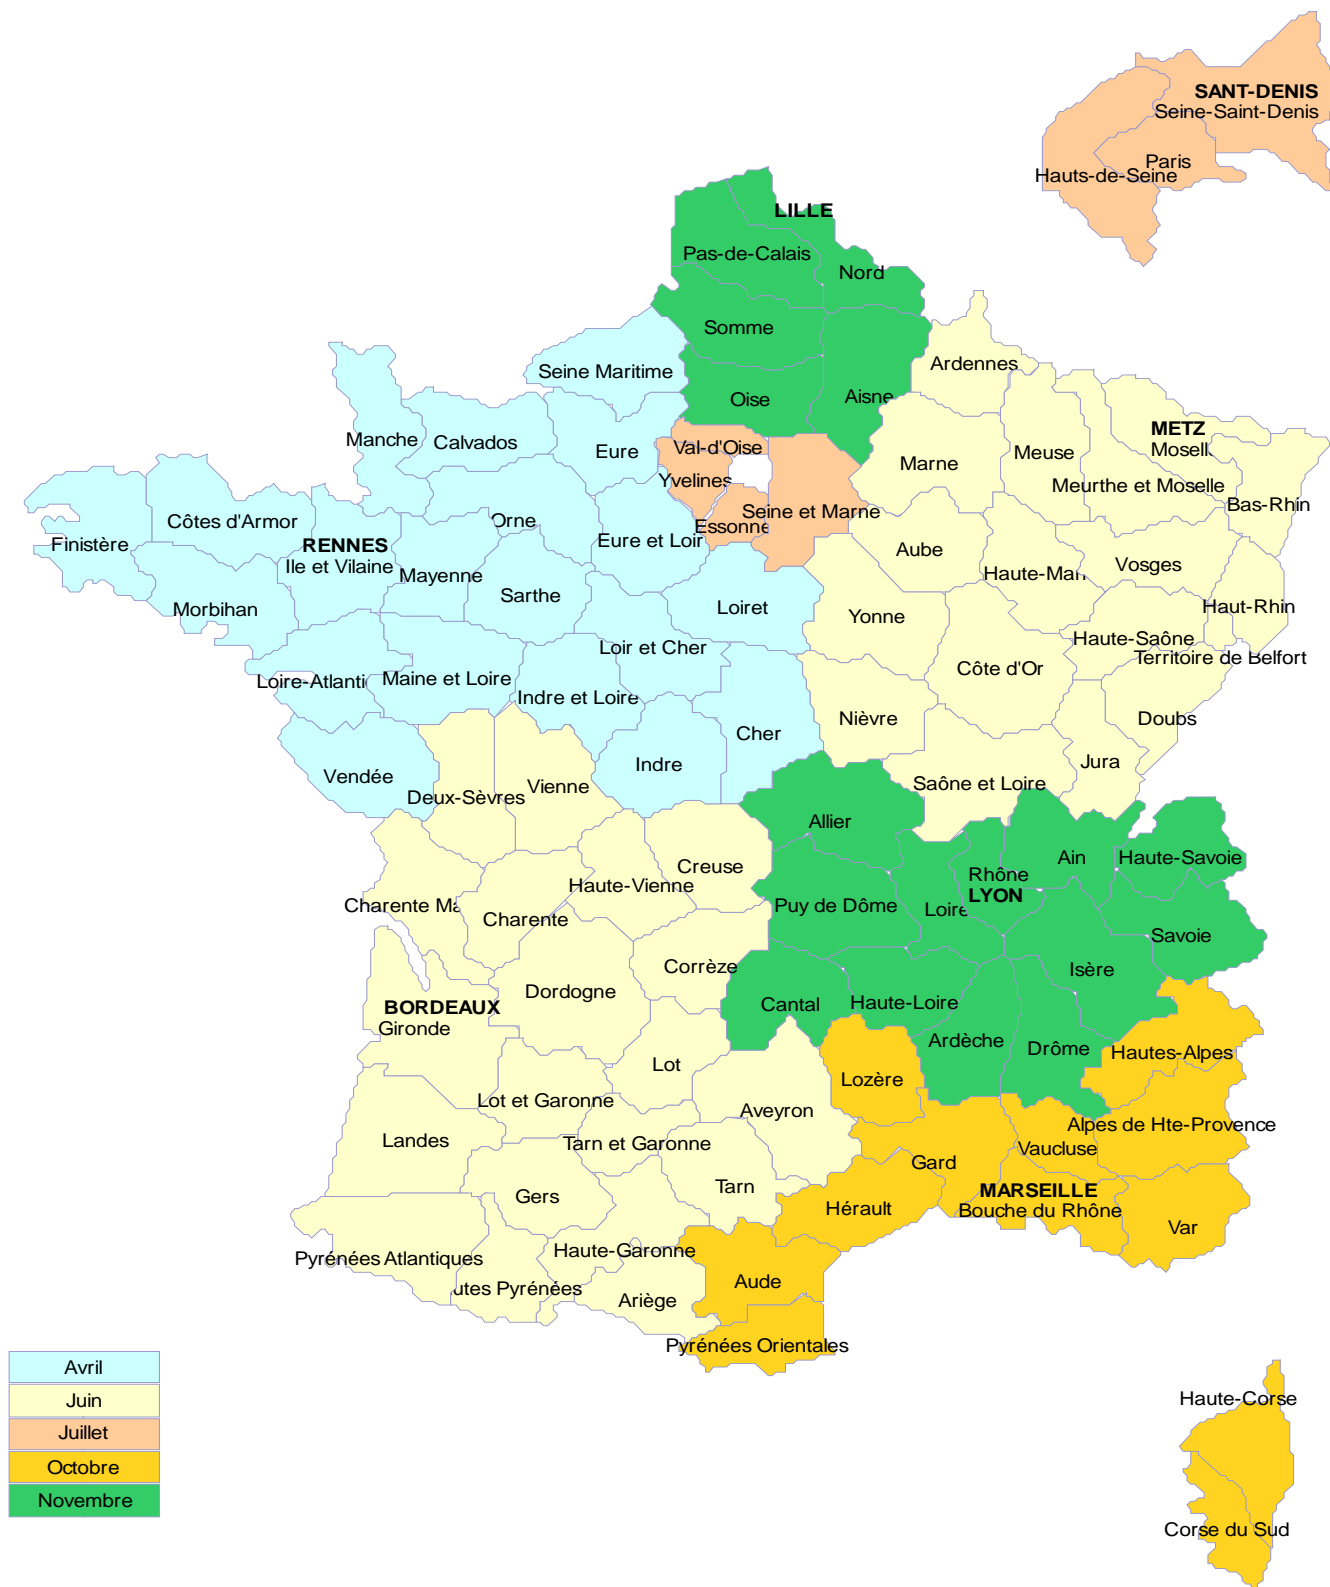 SANT-DENIS
Seine-Saint-Denis
Paris
Hauts-de-Seine
LILLE
Pas-de-Calais
Nord
Somme
Ardennes
Seine Maritime
Oise
Aisne
METZ
Moselle
Manche
Calvados
Eure
Val-d'Oise
Marne
Meuse
Yvelines
Meurthe et Moselle
Bas-Rhin
Côtes d'Armor
Orne
Essonne
Seine et Marne
Finistère
RENNES
Ile et Vilaine
Eure et Loir
Aube
Vosges
Mayenne
Haute-Mar
Sarthe
Morbihan
Loiret
Yonne
Haut-Rhin
Loir et Cher
Haute-Saône
Territoire de Belfort
Côte d'Or
Loire-Atlanti
Maine et Loire
Indre et Loire
Nièvre
Doubs
Cher
Vendée
Indre
Jura
Deux-Sèvres
Vienne
Saône et Loire
Allier
Creuse
Ain
Haute-Savoie
Haute-Vienne
Rhône
LYON
Charente Ma
Charente
Puy de Dôme
Loire
Savoie
Corrèze
Isère
Dordogne
BORDEAUX
Gironde
Cantal
Haute-Loire
Ardèche
Drôme
Hautes-Alpes
Lot
Lozère
Lot et Garonne
Aveyron
Alpes de Hte-Provence
Landes
Tarn et Garonne
Vaucluse
Gard
Gers
Tarn
MARSEILLE
Bouche du Rhône
Hérault
Var
Pyrénées Atlantiques
Haute-Garonne
utes Pyrénées
Ariège
Aude
Pyrénées Orientales
Avril
Juin
Juillet
Octobre
Novembre
Haute-Corse
Corse du Sud